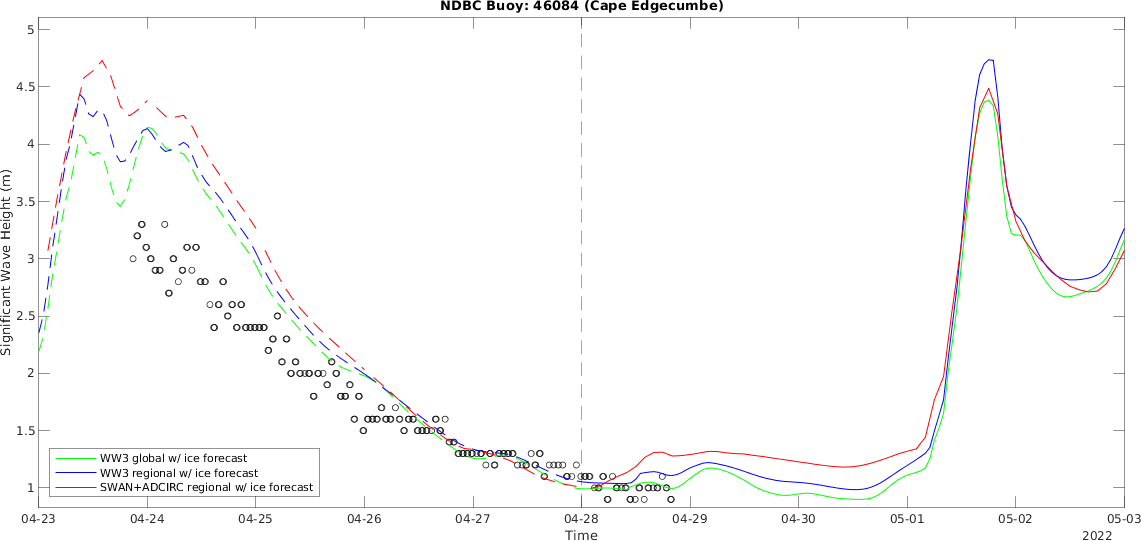 NDBC Buoy: 46084 (Cape Edgecumbe)
5
4.5
4
3.5
3
2.5
2
1.5
1
Significant Wave Height (m)
WW3 global w/ ice forecast
WW3 regional w/ ice forecast
SWAN+ADCIRC regional w/ ice forecast
04-23 04-24 04-25 04-26 04-27 04-28 04-29 04-30 05-01 05-02 05-03
Time
2022